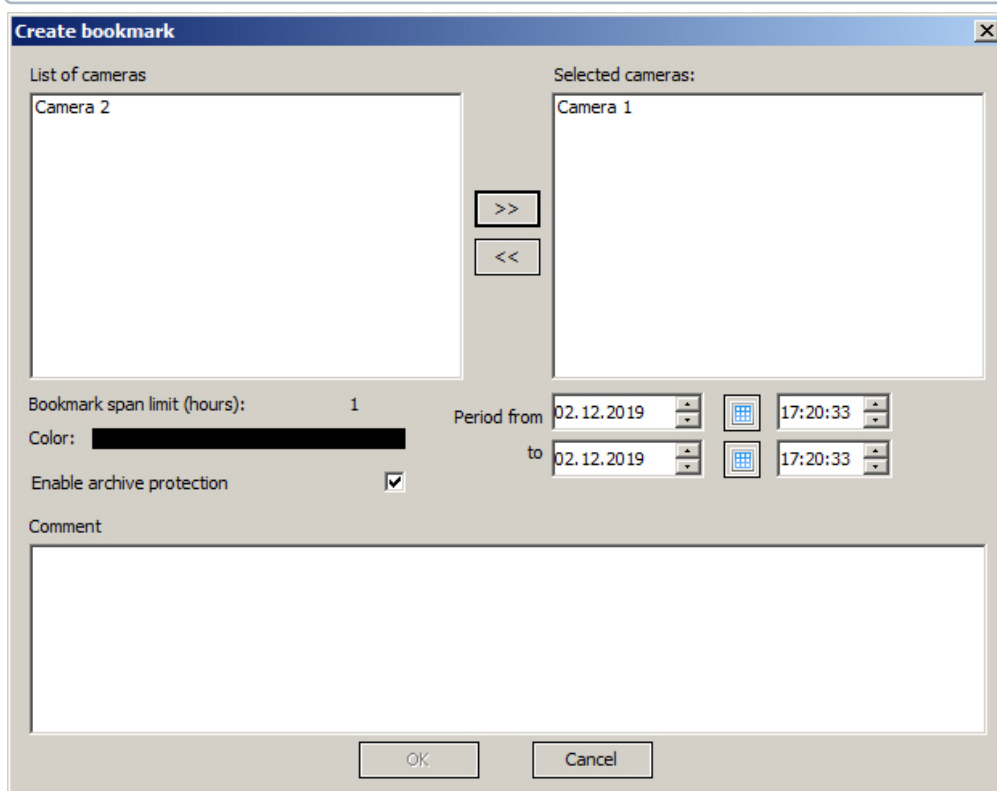 Create bookmark
List of cameras
Selected cameras:
Camera 2
Camera 1
>>
<<
Bookmark span limit (hours): 1
Period from 02.12.2019 17:20:33
Color:
to 02.12.2019 17:20:33
Enable archive protection
Comment
OK
Cancel